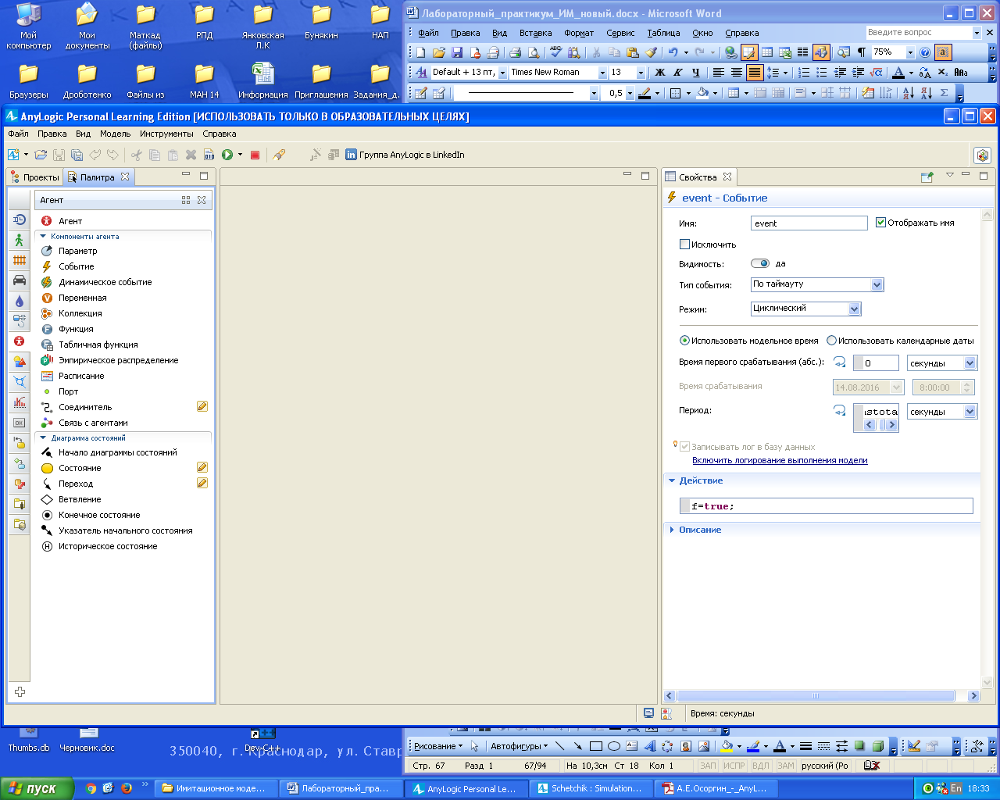 Мой компьютер
Мои документы
Маткад (файлы)
РПД
Янковская Л.К
Бунякин
НАП
Браузеры
Дроботенко
Файлы из
МАН 14
Информация
Приглашения
Задания_д.
Лабораторный_практикум_ИМ_новый.docx - Microsoft Word
Файл Правка Вид Вставка Формат Сервис Таблица Окно Справка
Введите вопрос
75%
Default + 13 пт, Times New Roman 13 Ж К Ч
0,5
AnyLogic Personal Learning Edition [ИСПОЛЬЗОВАТЬ ТОЛЬКО В ОБРАЗОВАТЕЛЬНЫХ ЦЕЛЯХ]
Файл Правка Вид Модель Инструменты Справка
Группа AnyLogic в LinkedIn
Проекты Палитра
Агент
Агент
Компоненты агента
Параметр
Событие
Динамическое событие
Переменная
Коллекция
Функция
Табличная функция
Эмпирическое распределение
Расписание
Порт
Соединитель
Связь с агентами
Диаграмма состояний
Начало диаграммы состояний
Состояние
Переход
Ветвление
Конечное состояние
Указатель начального состояния
Историческое состояние
Свойства
event - Событие
Имя: event Отображать имя
Исключить
Видимость: да
Тип события: По таймауту
Режим: Циклический
Использовать модельное время Использовать календарные даты
Время первого срабатывания (абс.): 0 секунды
Время срабатывания 14.08.2016 8:00:00
Период: stota секунды
Записывать лог в базу данных
Включить логирование выполнения модели
Действие
f=true;
Описание
Время: секунды
Thumbs.db
Черновик.doc
Dev-C++
350040, г. Краснодар, ул. Ставр
Рисование Автофигуры
Стр. 67 Разд 1 67/94 На 10,3см Ст 18 Кол 1 ЗАП ИСПР ВДЛ ЗАМ русский (Ро
пуск
Имитационное моде...
Лабораторный_пра...
AnyLogic Personal Le...
Schetchik : Simulation...
А.Е.Осоргин_-_AnyL...
En 18:33